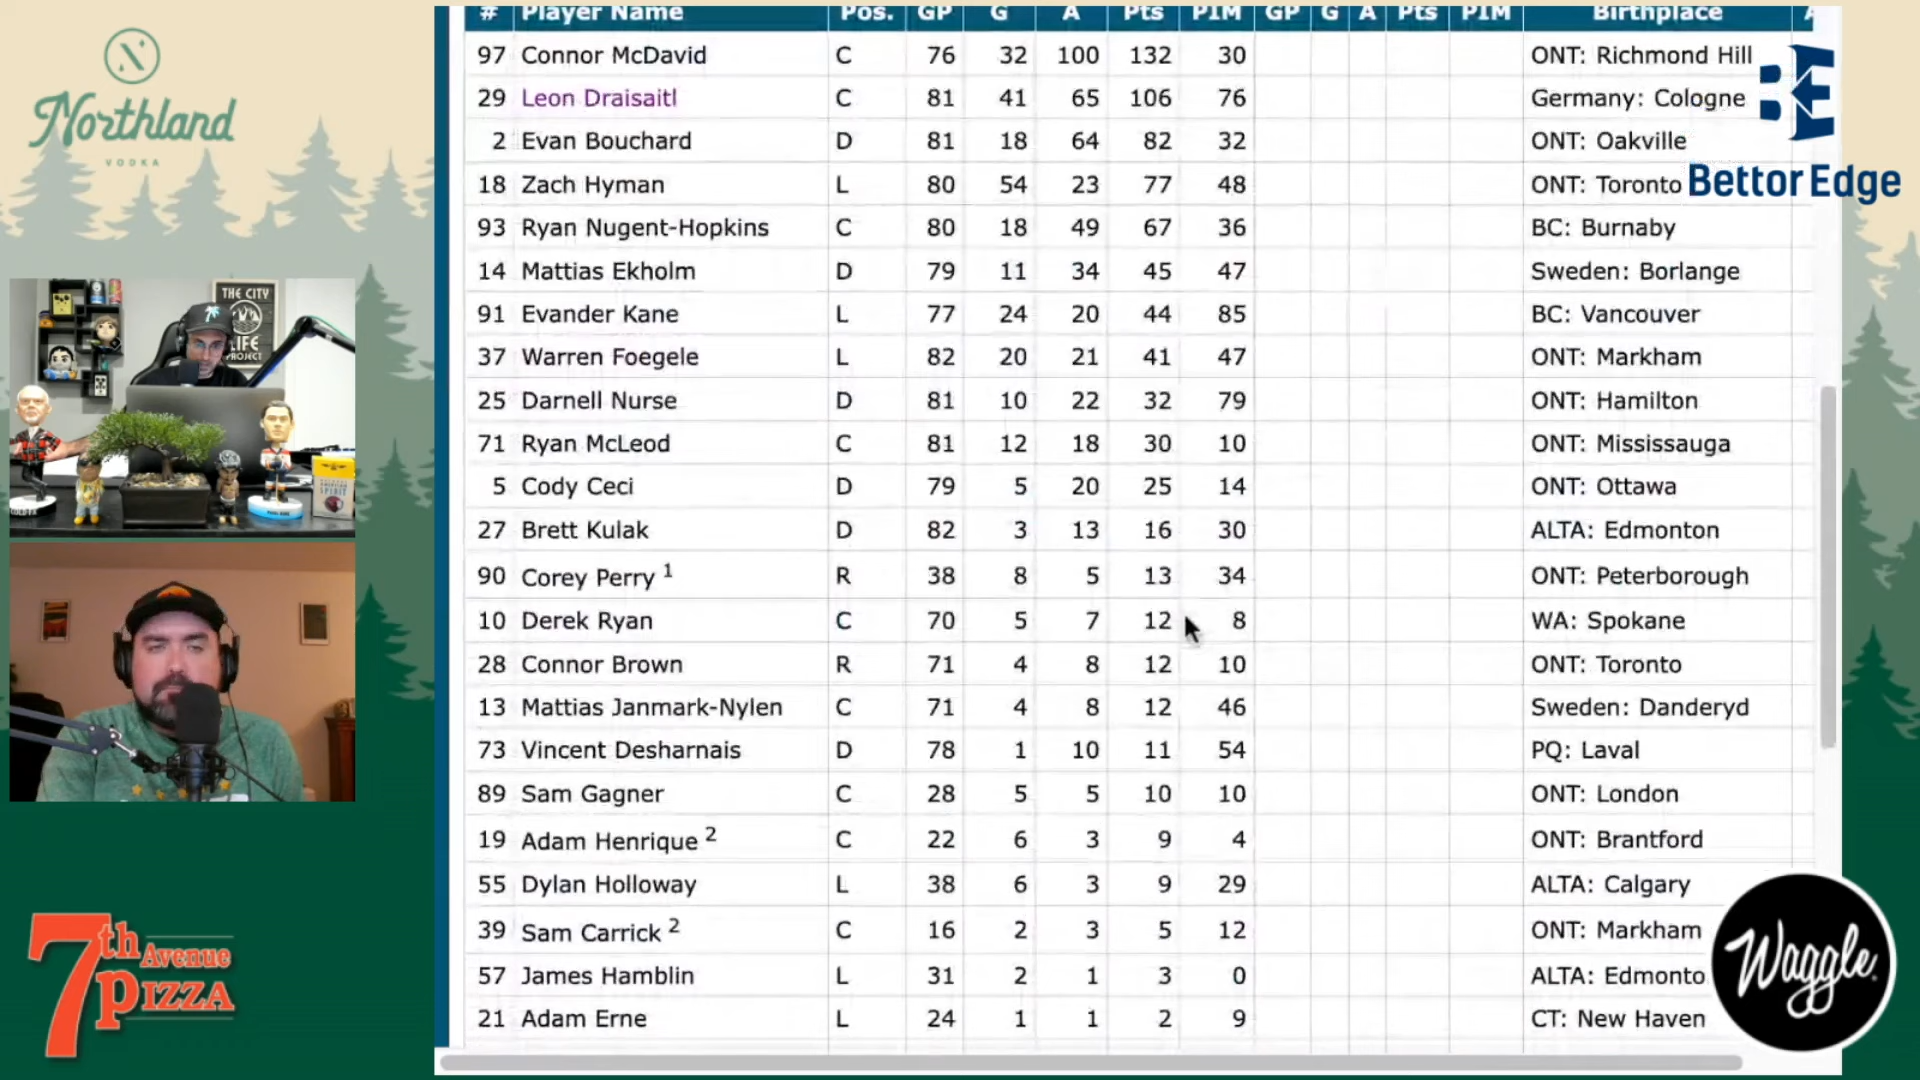 Northland
VODKA
THE CITY
LIFE
PROJECT
7th Avenue
PIZZA
# Player Name Pos. GP G A Pts PIM GP G A Pts PIM Birthplace
97 Connor McDavid C 76 32 100 132 30 ONT: Richmond Hill
29 Leon Draisaitl C 81 41 65 106 76 Germany: Cologne
2 Evan Bouchard D 81 18 64 82 32 ONT: Oakville
18 Zach Hyman L 80 54 23 77 48 ONT: Toronto
93 Ryan Nugent-Hopkins C 80 18 49 67 36 BC: Burnaby
14 Mattias Ekholm D 79 11 34 45 47 Sweden: Borlange
91 Evander Kane L 77 24 20 44 85 BC: Vancouver
37 Warren Foegele L 82 20 21 41 47 ONT: Markham
25 Darnell Nurse D 81 10 22 32 79 ONT: Hamilton
71 Ryan McLeod C 81 12 18 30 10 ONT: Mississauga
5 Cody Ceci D 79 5 20 25 14 ONT: Ottawa
27 Brett Kulak D 82 3 13 16 30 ALTA: Edmonton
90 Corey Perry 1 R 38 8 5 13 34 ONT: Peterborough
10 Derek Ryan C 70 5 7 12 8 WA: Spokane
28 Connor Brown R 71 4 8 12 10 ONT: Toronto
13 Mattias Janmark-Nylen C 71 4 8 12 46 Sweden: Danderyd
73 Vincent Desharnais D 78 1 10 11 54 PQ: Laval
89 Sam Gagner C 28 5 5 10 10 ONT: London
19 Adam Henrique 2 C 22 6 3 9 4 ONT: Brantford
55 Dylan Holloway L 38 6 3 9 29 ALTA: Calgary
39 Sam Carrick 2 C 16 2 3 5 12 ONT: Markham
57 James Hamblin L 31 2 1 3 0 ALTA: Edmonto
21 Adam Erne L 24 1 1 2 9 CT: New Haven
BE
BettorEdge
Waggle